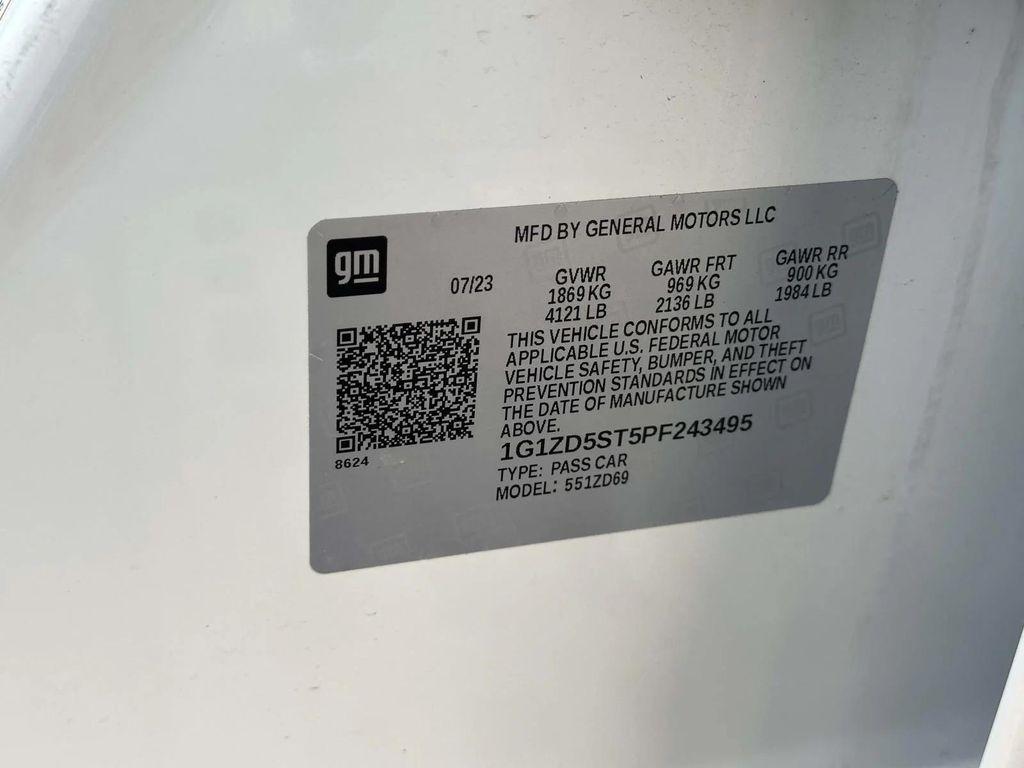 MFD BY GENERAL MOTORS LLC
gm
07/23
GVWR
1869 KG
4121 LB
GAWR FRT
969 KG
2136 LB
GAWR RR
900 KG
1984 LB
THIS VEHICLE CONFORMS TO ALL
APPLICABLE U.S. FEDERAL MOTOR
VEHICLE SAFETY, BUMPER, AND THEFT
PREVENTION STANDARDS IN EFFECT ON
THE DATE OF MANUFACTURE SHOWN
ABOVE.
1G1ZD5ST5PF243495
8624
TYPE: PASS CAR
MODEL: 551ZD69